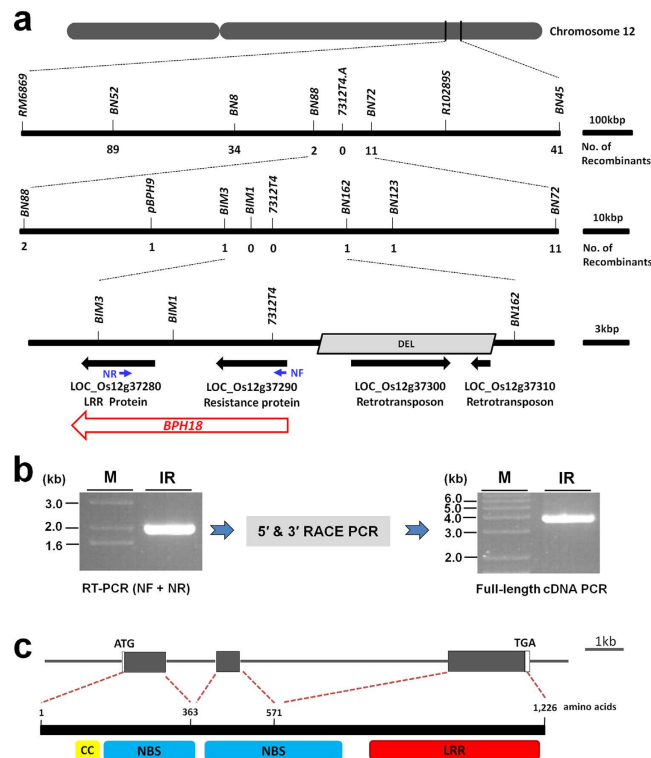 a
Chromosome 12
RM6869
BN52
BN8
BN88
7312T4.A
BN72
R10289S
BN45
100kbp
89
34
2
0
11
41
No. of
Recombinants
BN88
pBPH9
BIM3
BIM1
7312T4
BN162
BN123
BN72
10kbp
2
1
1
0
0
1
1
11
No. of
Recombinants
BIM3
BIM1
7312T4
BN162
DEL
3kbp
NR
NF
LOC_Os12g37280
LRR Protein
LOC_Os12g37290
Resistance protein
LOC_Os12g37300
Retrotransposon
LOC_Os12g37310
Retrotransposon
BPH18
b
(kb)
M
IR
3.0
2.0
1.6
RT-PCR (NF + NR)
5′ & 3′ RACE PCR
(kb)
M
IR
6.0
5.0
4.0
3.0
2.0
Full-length cDNA PCR
c
ATG
TGA
1kb
1
363
571
1,226
amino acids
CC
NBS
NBS
LRR